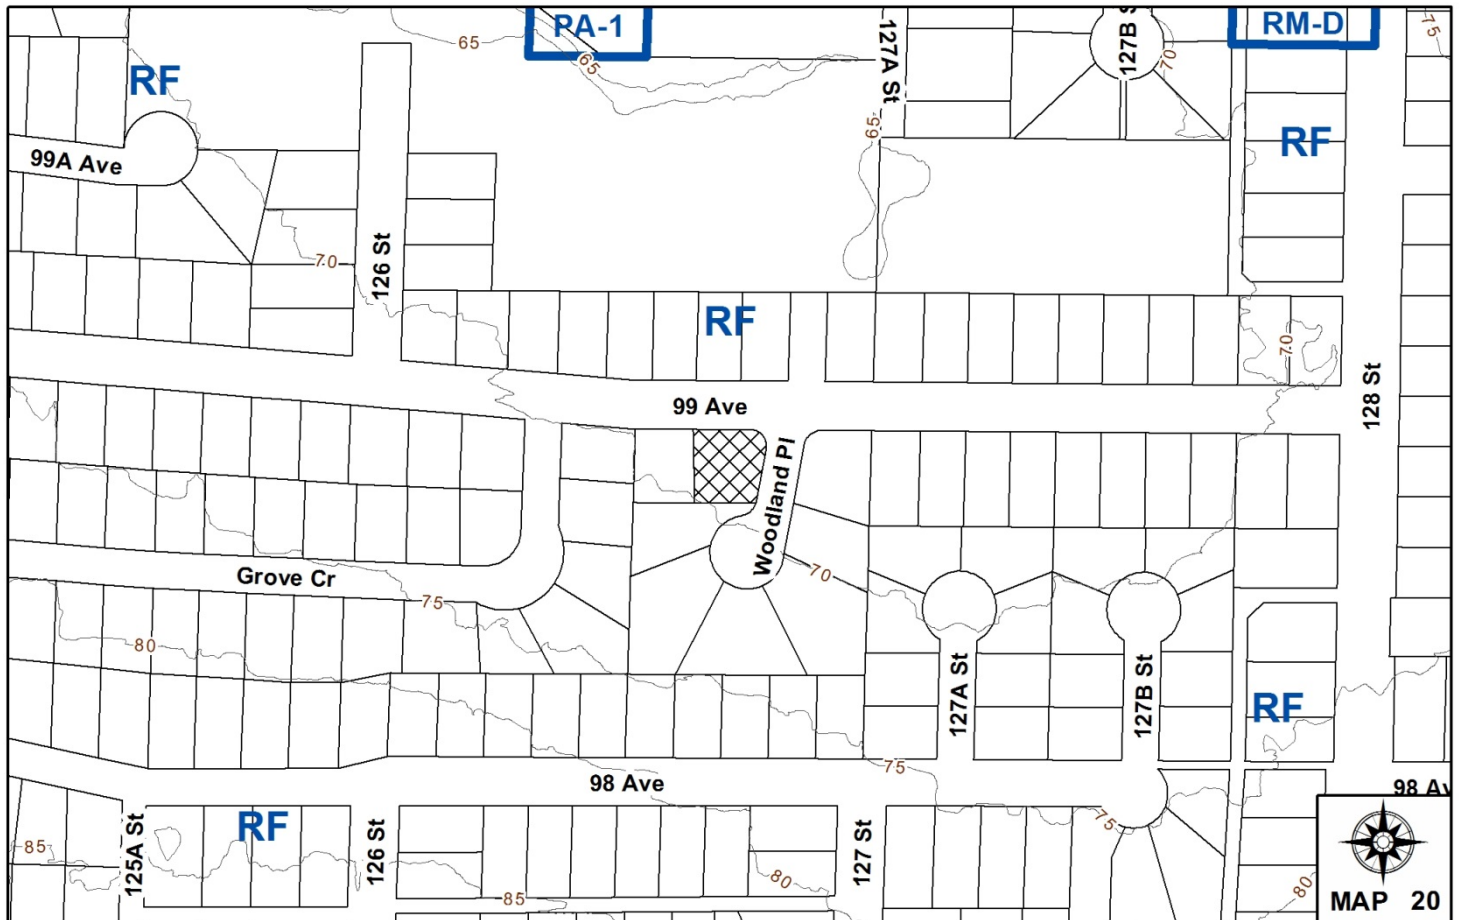 PA-1
RM-D
127A St
127B St
75
65
65
70
RF
RF
65
99A Ave
126 St
70
RF
70
128 St
99 Ave
Woodland Pl
70
Grove Cr
75
80
127A St
127B St
RF
75
98 Ave
98 Av
RF
125A St
126 St
127 St
75
85
80
80
85
MAP 20